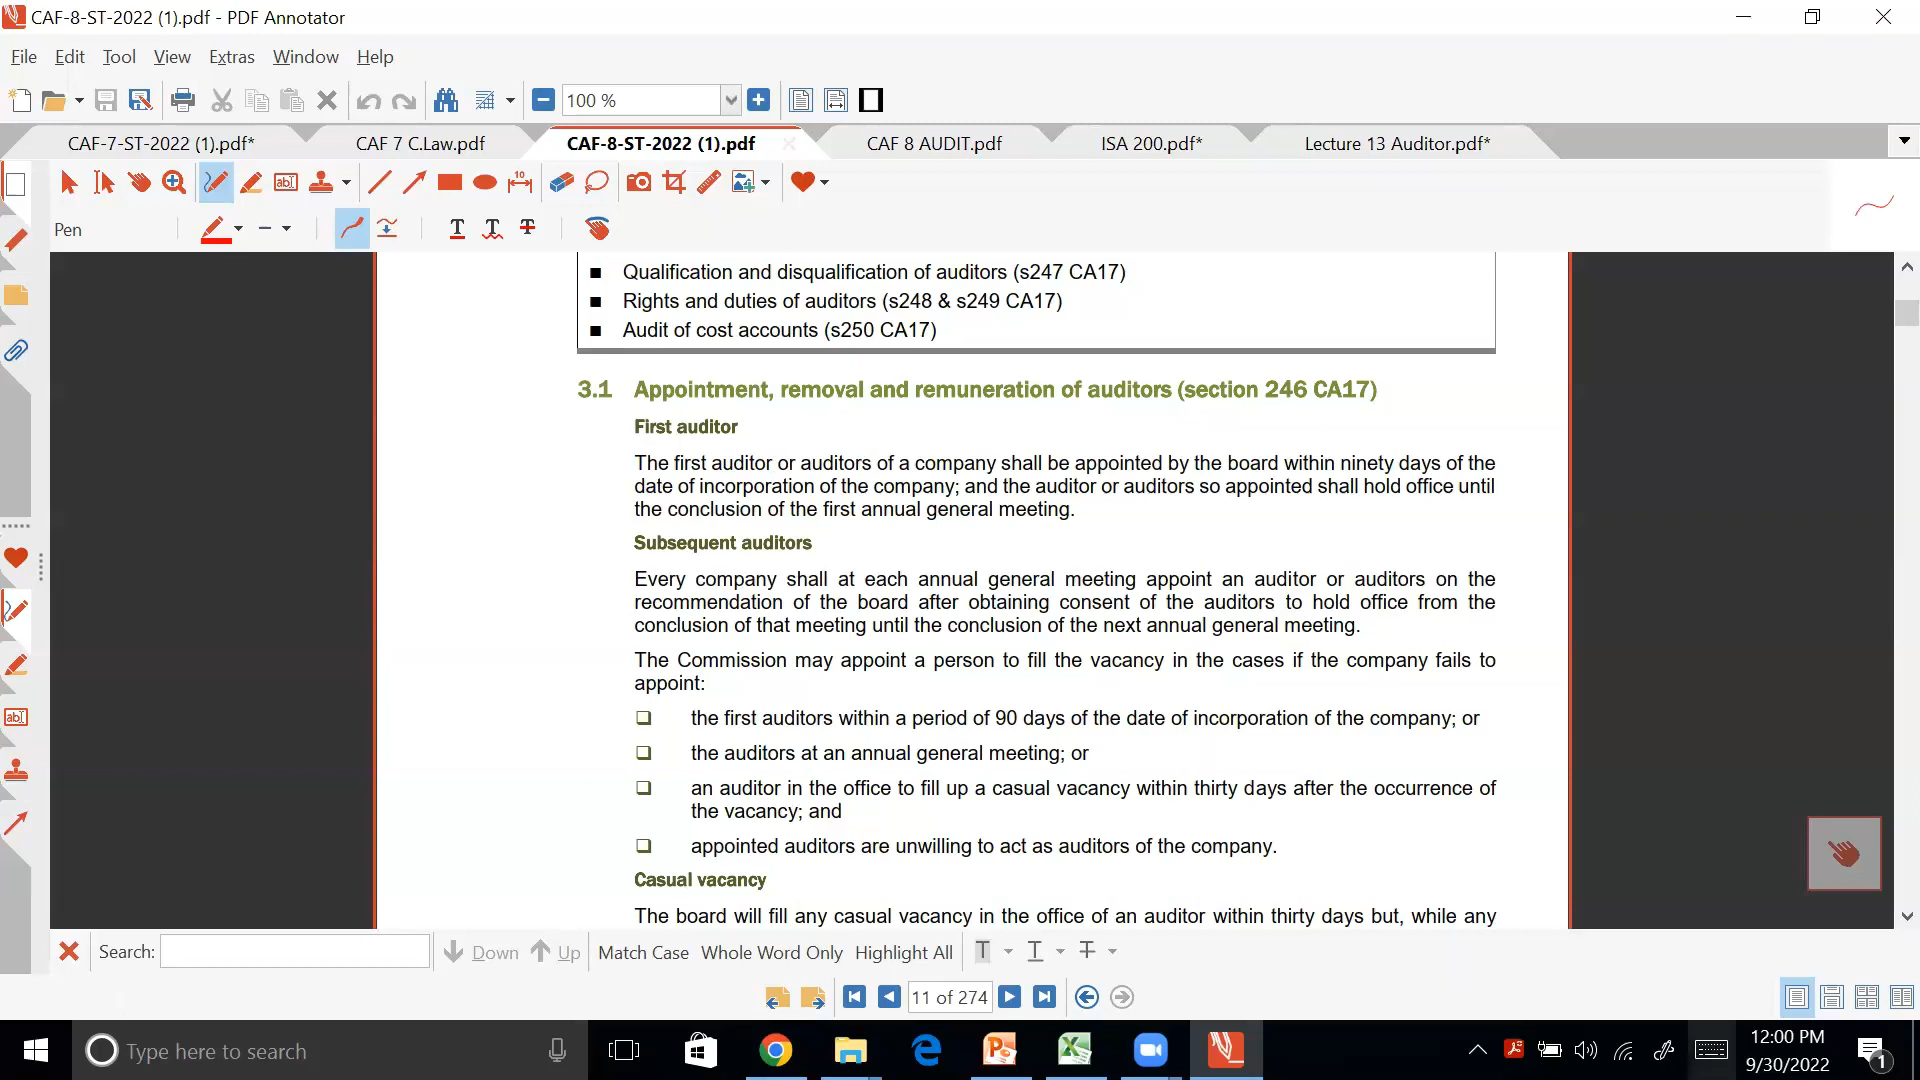 CAF-8-ST-2022 (1).pdf - PDF Annotator
File Edit Tool View Extras Window Help
100 %
CAF-7-ST-2022 (1).pdf* CAF 7 C.Law.pdf CAF-8-ST-2022 (1).pdf CAF 8 AUDIT.pdf ISA 200.pdf* Lecture 13 Auditor.pdf*
Pen
■ Qualification and disqualification of auditors (s247 CA17)
■ Rights and duties of auditors (s248 & s249 CA17)
■ Audit of cost accounts (s250 CA17)
3.1 Appointment, removal and remuneration of auditors (section 246 CA17)
First auditor
The first auditor or auditors of a company shall be appointed by the board within ninety days of the
date of incorporation of the company; and the auditor or auditors so appointed shall hold office until
the conclusion of the first annual general meeting.
Subsequent auditors
Every company shall at each annual general meeting appoint an auditor or auditors on the
recommendation of the board after obtaining consent of the auditors to hold office from the
conclusion of that meeting until the conclusion of the next annual general meeting.
The Commission may appoint a person to fill the vacancy in the cases if the company fails to
appoint:
❑ the first auditors within a period of 90 days of the date of incorporation of the company; or
❑ the auditors at an annual general meeting; or
❑ an auditor in the office to fill up a casual vacancy within thirty days after the occurrence of
the vacancy; and
❑ appointed auditors are unwilling to act as auditors of the company.
Casual vacancy
The board will fill any casual vacancy in the office of an auditor within thirty days but, while any
Search: Down Up Match Case Whole Word Only Highlight All
11 of 274
Type here to search
12:00 PM
9/30/2022
1